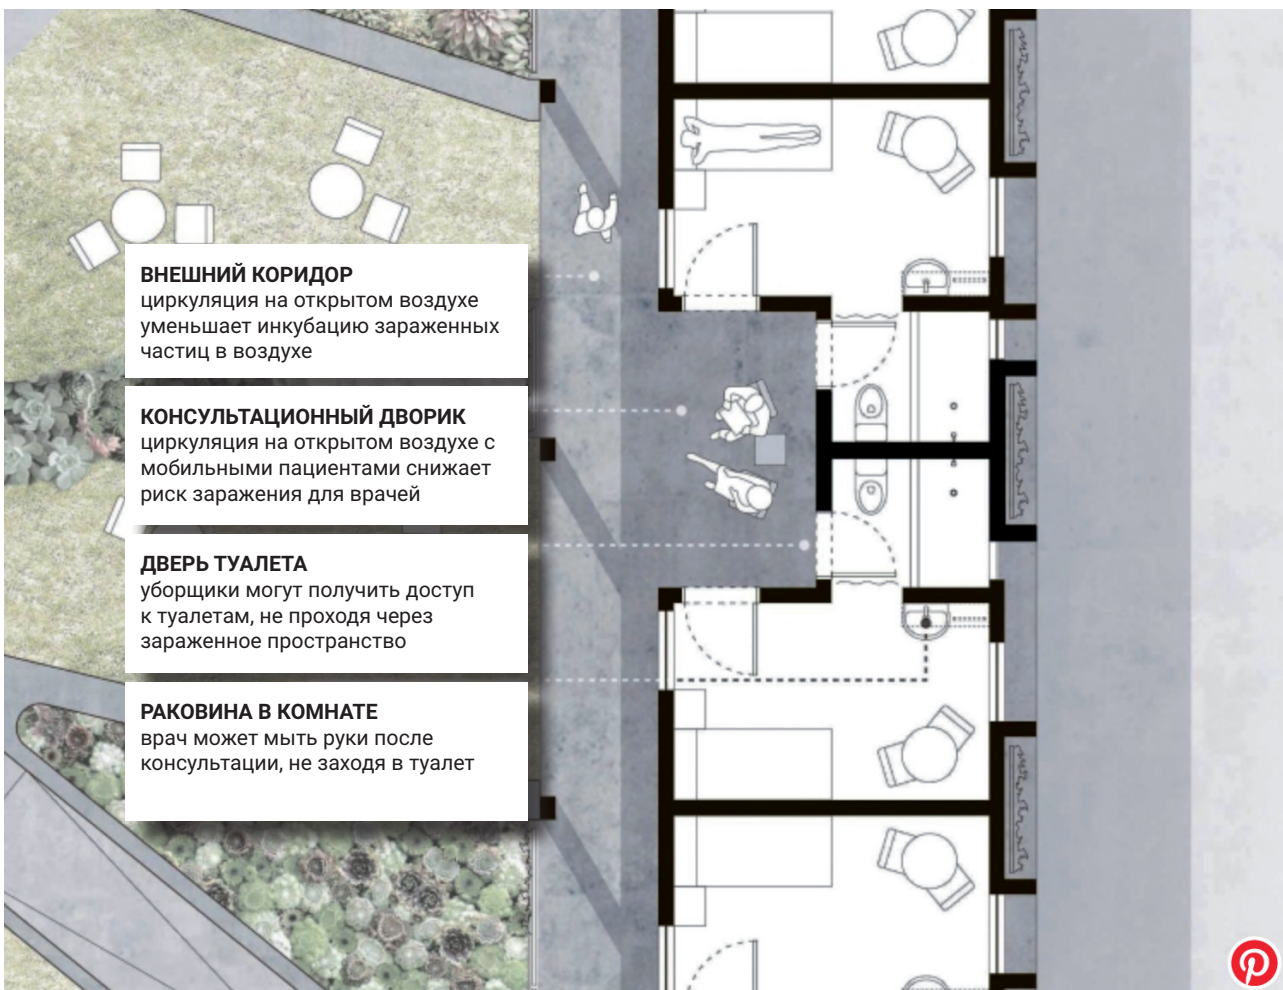 ВНЕШНИЙ КОРИДОР
циркуляция на открытом воздухе
уменьшает инкубацию зараженных
частиц в воздухе
КОНСУЛЬТАЦИОННЫЙ ДВОРИК
циркуляция на открытом воздухе с
мобильными пациентами снижает
риск заражения для врачей
ДВЕРЬ ТУАЛЕТА
уборщики могут получить доступ
к туалетам, не проходя через
зараженное пространство
РАКОВИНА В КОМНАТЕ
врач может мыть руки после
консультации, не заходя в туалет